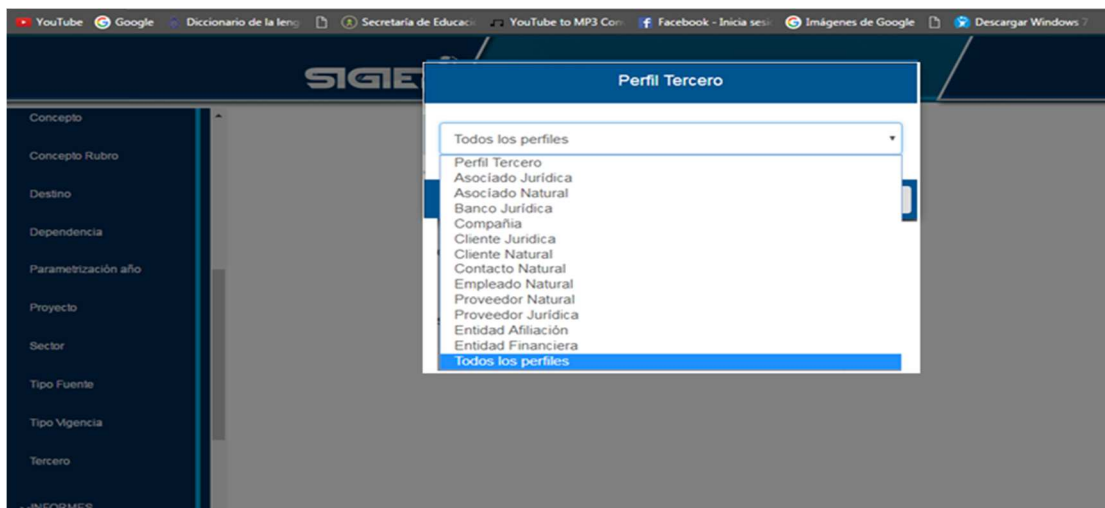 YouTube Google Diccionario de la leng Secretaría de Educaci YouTube to MP3 Con Facebook - Inicia sesi Imágenes de Google Descargar Windows 7
SIGIE
Perfil Tercero
Todos los perfiles
Perfil Tercero
Asociado Jurídica
Asociado Natural
Banco Jurídica
Compañia
Cliente Juridica
Cliente Natural
Contacto Natural
Empleado Natural
Proveedor Natural
Proveedor Jurídica
Entidad Afiliación
Entidad Financiera
Todos los perfiles
Concepto
Concepto Rubro
Destino
Dependencia
Parametrización año
Proyecto
Sector
Tipo Fuente
Tipo Vigencia
Tercero
INFORMES